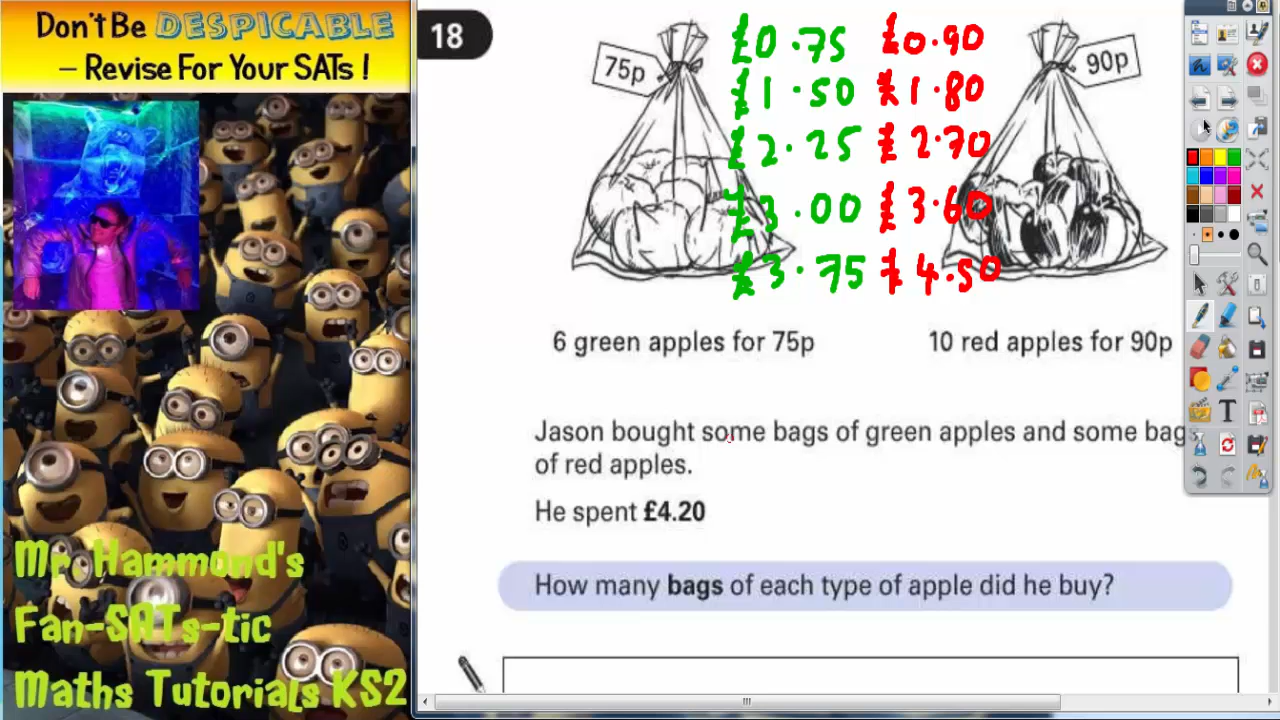 Don't Be DESPICABLE
– Revise For Your SATs !
18
75p
90p
£0.75 £0.90
£1.50 £1.80
£2.25 £2.70
£3.00 £3.60
£3.75 £4.50
6 green apples for 75p
10 red apples for 90p
Jason bought some bags of green apples and some bag
of red apples.
He spent £4.20
How many bags of each type of apple did he buy?
Mr Hammond's
Fan-SATs-tic
Maths Tutorials KS2